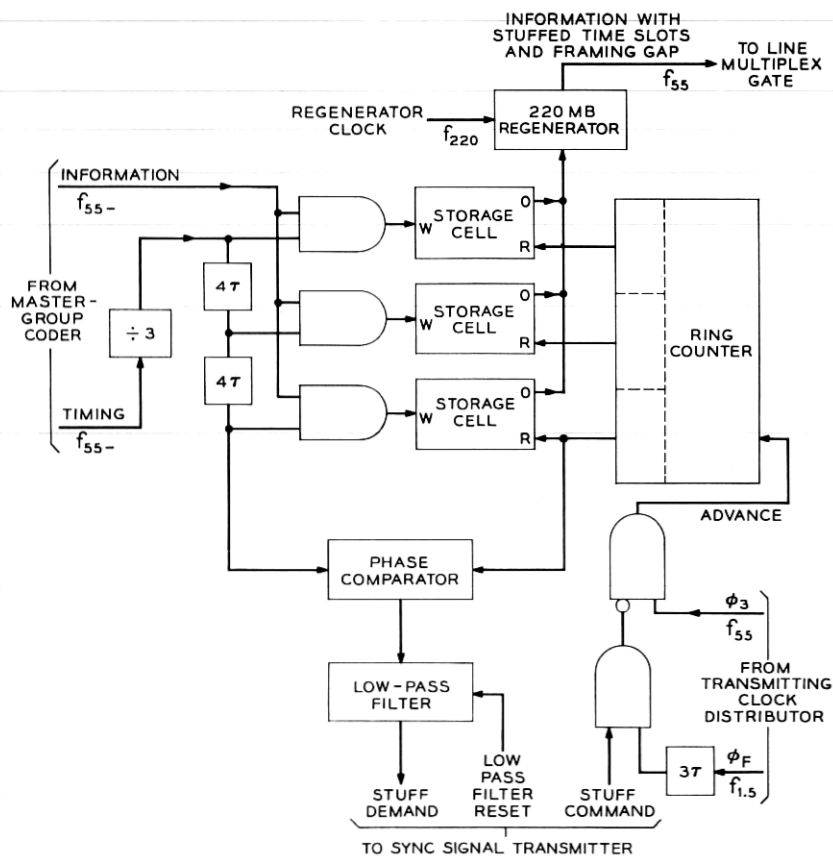 INFORMATION WITH
STUFFED TIME SLOTS
AND FRAMING GAP
f55
TO LINE
MULTIPLEX
GATE
REGENERATOR
CLOCK
f220
220 MB
REGENERATOR
INFORMATION
f55-
FROM
MASTER-
GROUP
CODER
÷ 3
TIMING
f55-
4τ
4τ
W
STORAGE
CELL
O
R
W
STORAGE
CELL
O
R
W
STORAGE
CELL
O
R
RING
COUNTER
ADVANCE
PHASE
COMPARATOR
LOW-PASS
FILTER
STUFF
DEMAND
LOW
PASS
FILTER
RESET
STUFF
COMMAND
ϕ3
f55
FROM
TRANSMITTING
CLOCK
DISTRIBUTOR
3τ
ϕF
f1.5
TO SYNC SIGNAL TRANSMITTER